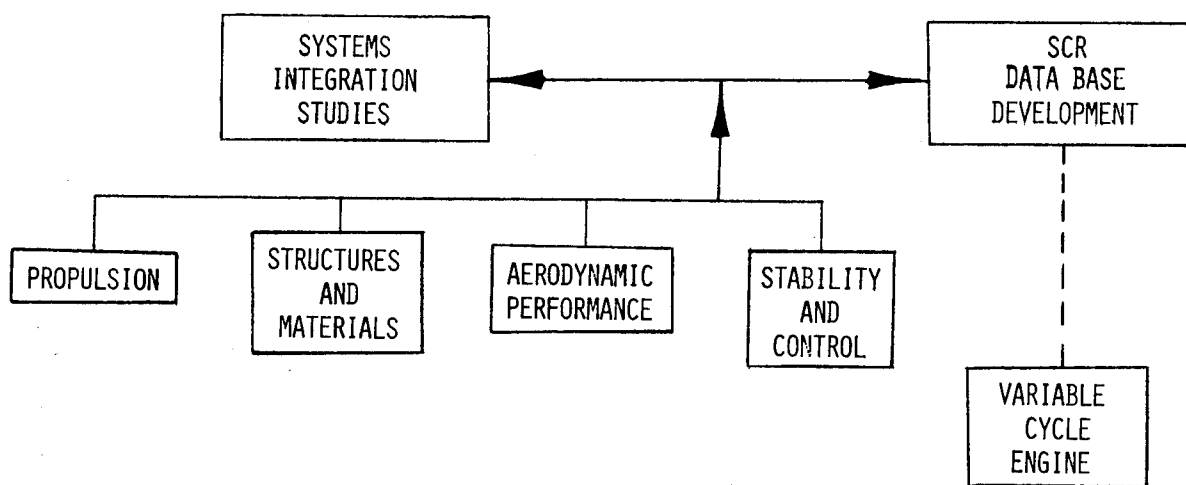 SYSTEMS
INTEGRATION
STUDIES
SCR
DATA BASE
DEVELOPMENT
PROPULSION
STRUCTURES
AND
MATERIALS
AERODYNAMIC
PERFORMANCE
STABILITY
AND
CONTROL
VARIABLE
CYCLE
ENGINE